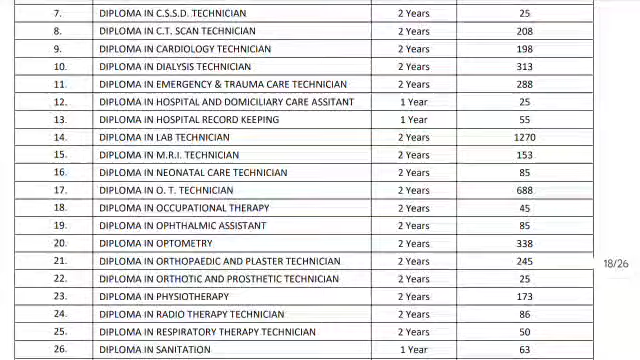 7. DIPLOMA IN C.S.S.D. TECHNICIAN 2 Years 25
8. DIPLOMA IN C.T. SCAN TECHNICIAN 2 Years 208
9. DIPLOMA IN CARDIOLOGY TECHNICIAN 2 Years 198
10. DIPLOMA IN DIALYSIS TECHNICIAN 2 Years 313
11. DIPLOMA IN EMERGENCY & TRAUMA CARE TECHNICIAN 2 Years 288
12. DIPLOMA IN HOSPITAL AND DOMICILIARY CARE ASSITANT 1 Year 25
13. DIPLOMA IN HOSPITAL RECORD KEEPING 1 Year 55
14. DIPLOMA IN LAB TECHNICIAN 2 Years 1270
15. DIPLOMA IN M.R.I. TECHNICIAN 2 Years 153
16. DIPLOMA IN NEONATAL CARE TECHNICIAN 2 Years 85
17. DIPLOMA IN O. T. TECHNICIAN 2 Years 688
18. DIPLOMA IN OCCUPATIONAL THERAPY 2 Years 45
19. DIPLOMA IN OPHTHALMIC ASSISTANT 2 Years 85
20. DIPLOMA IN OPTOMETRY 2 Years 338
21. DIPLOMA IN ORTHOPAEDIC AND PLASTER TECHNICIAN 2 Years 245
18/26
22. DIPLOMA IN ORTHOTIC AND PROSTHETIC TECHNICIAN 2 Years 25
23. DIPLOMA IN PHYSIOTHERAPY 2 Years 173
24. DIPLOMA IN RADIO THERAPY TECHNICIAN 2 Years 86
25. DIPLOMA IN RESPIRATORY THERAPY TECHNICIAN 2 Years 50
26. DIPLOMA IN SANITATION 1 Year 63